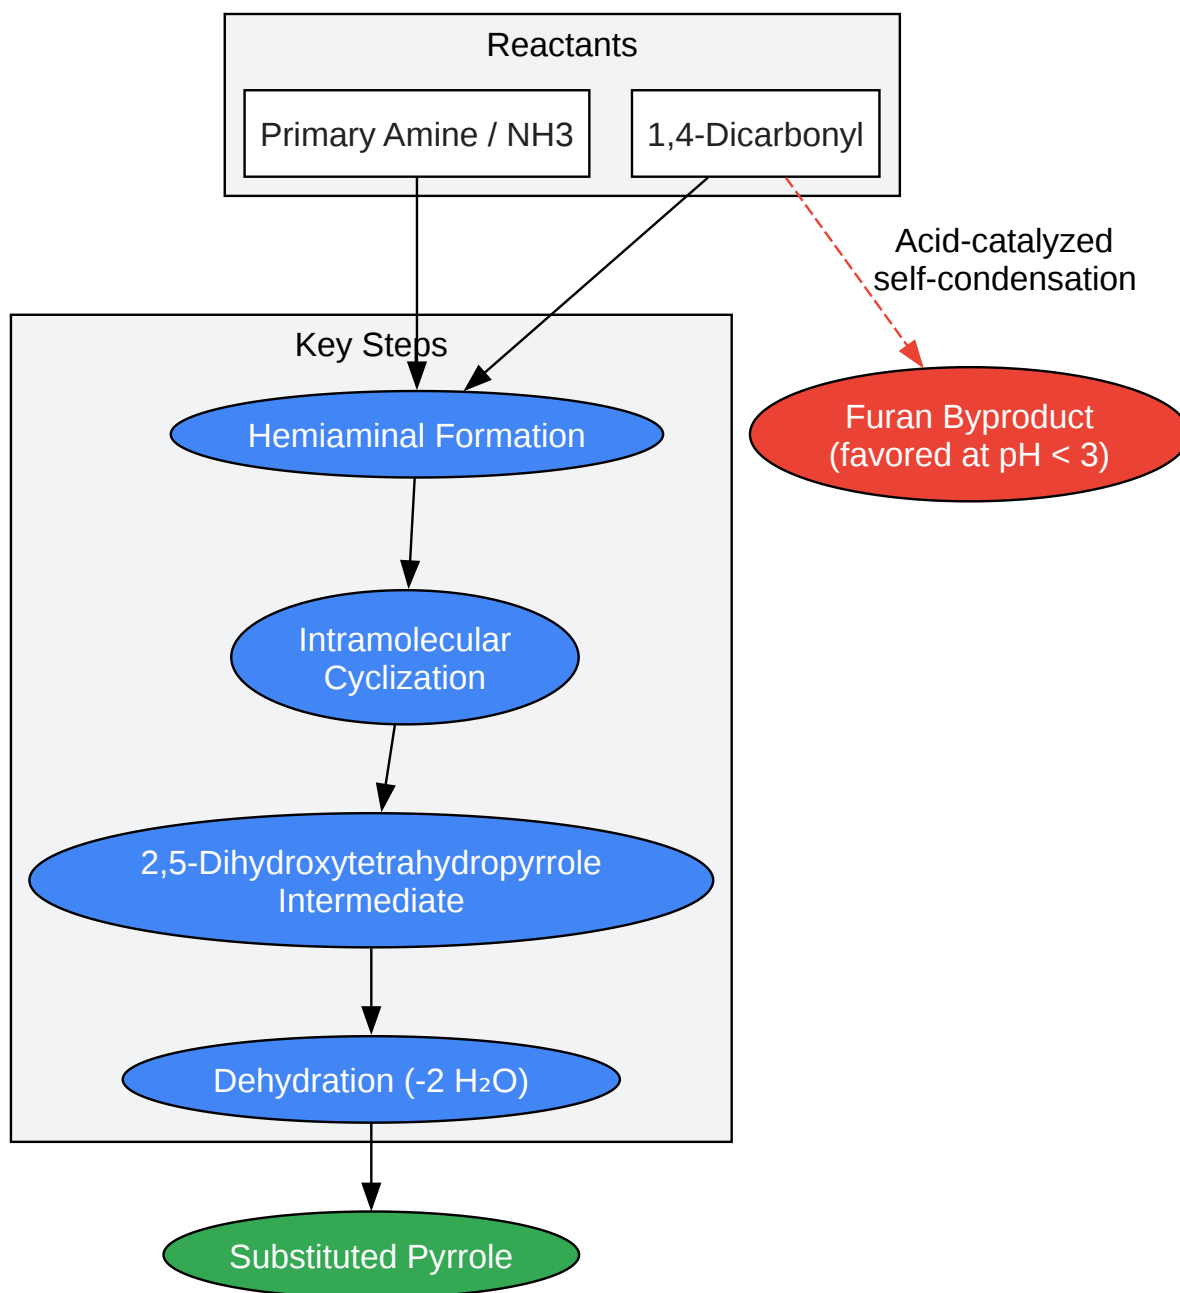 Reactants
Primary Amine / NH3
1,4-Dicarbonyl
Acid-catalyzed
self-condensation
Key Steps
Hemiaminal Formation
Furan Byproduct
(favored at pH < 3)
Intramolecular
Cyclization
2,5-Dihydroxytetrahydropyrrole
Intermediate
Dehydration (-2 H₂O)
Substituted Pyrrole